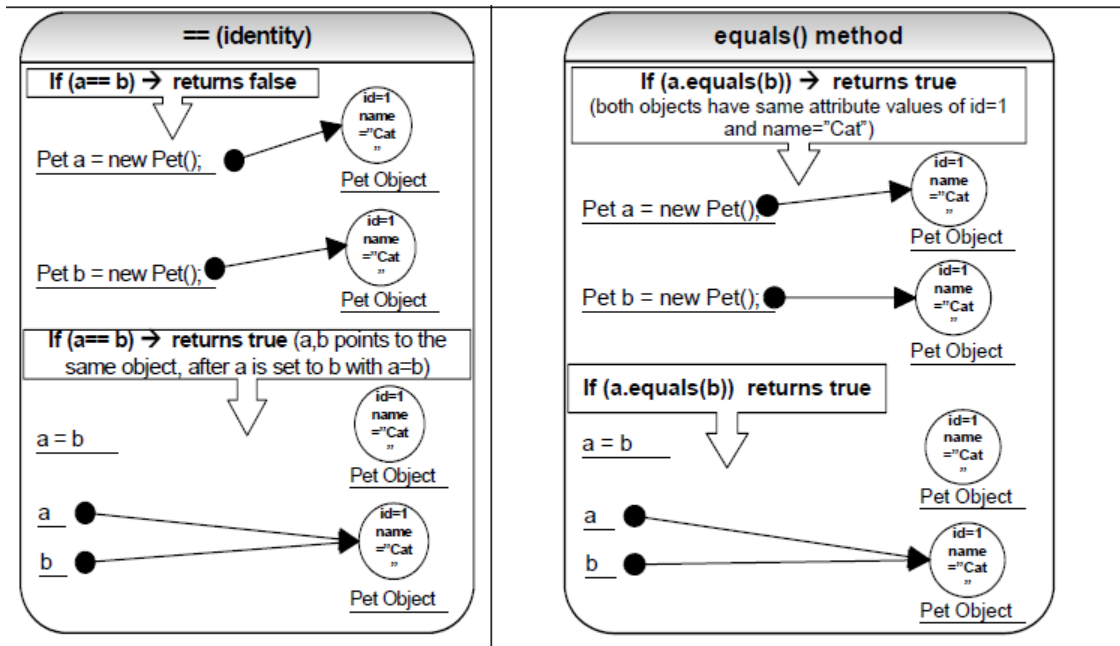 == (identity)
If (a== b) → returns false
id=1
name
="Cat
"
Pet a = new Pet();
Pet Object
id=1
name
="Cat
"
Pet b = new Pet();
Pet Object
If (a== b) → returns true (a,b points to the
same object, after a is set to b with a=b)
id=1
name
="Cat
"
a = b
Pet Object
a
id=1
name
="Cat
"
b
Pet Object
equals() method
If (a.equals(b)) → returns true
(both objects have same attribute values of id=1
and name="Cat")
id=1
name
="Cat
"
Pet a = new Pet();
Pet Object
id=1
name
="Cat
"
Pet b = new Pet();
Pet Object
If (a.equals(b)) returns true
id=1
name
="Cat
"
a = b
Pet Object
a
id=1
name
="Cat
"
b
Pet Object